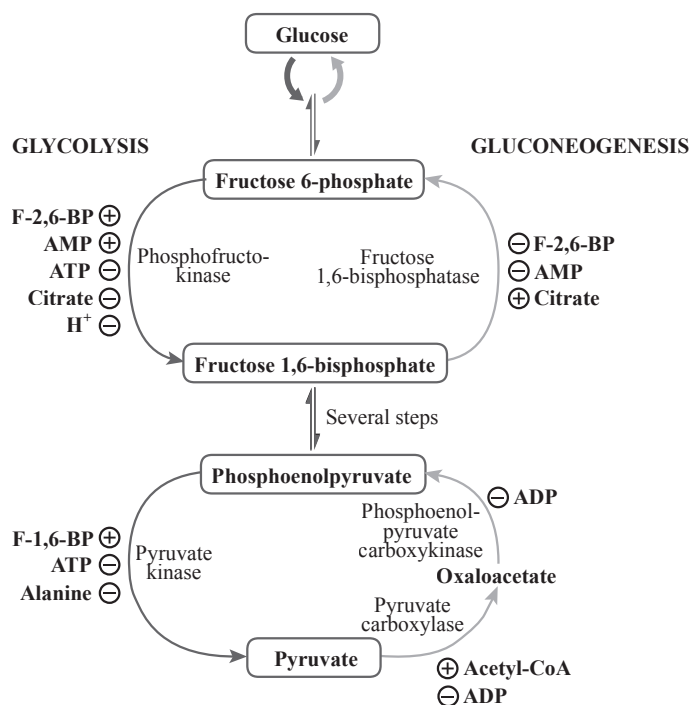 Glucose
GLYCOLYSIS
GLUCONEOGENESIS
Fructose 6-phosphate
F-2,6-BP +
AMP +
ATP −
Citrate −
H+ −
Phosphofructo-
kinase
Fructose
1,6-bisphosphatase
− F-2,6-BP
− AMP
+ Citrate
Fructose 1,6-bisphosphate
Several steps
Phosphoenolpyruvate
− ADP
F-1,6-BP +
ATP −
Alanine −
Pyruvate
kinase
Phosphoenol-
pyruvate
carboxykinase
Oxaloacetate
Pyruvate
carboxylase
Pyruvate
+ Acetyl-CoA
− ADP